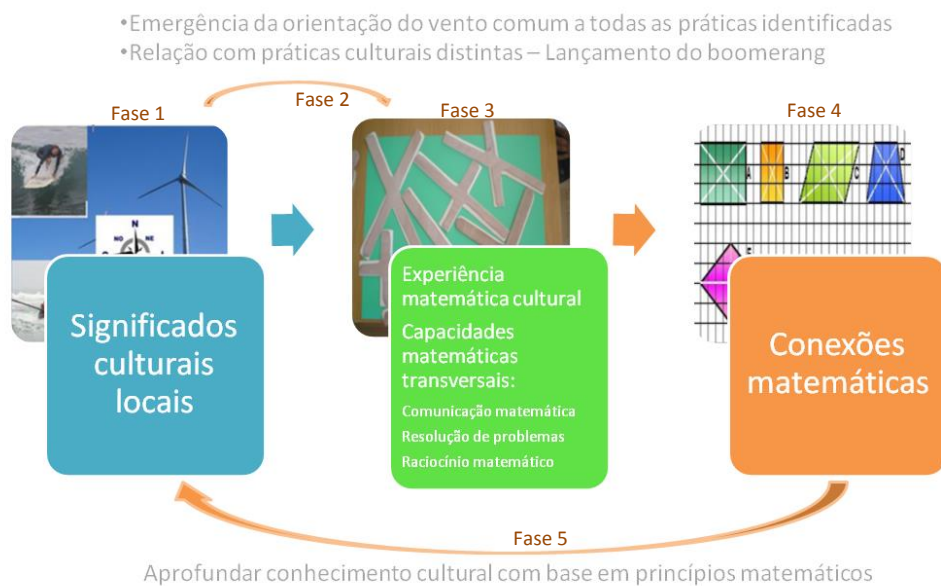 •Emergência da orientação do vento comum a todas as práticas identificadas
•Relação com práticas culturais distintas – Lançamento do boomerang
Fase 1
Fase 2
Fase 3
Fase 4
N
NO NE
A
B
C
D
Significados
culturais
locais
Experiência
matemática cultural
Capacidades
matemáticas
transversais:
Comunicação matemática
Resolução de problemas
Raciocínio matemático
Conexões
matemáticas
Fase 5
Aprofundar conhecimento cultural com base em princípios matemáticos